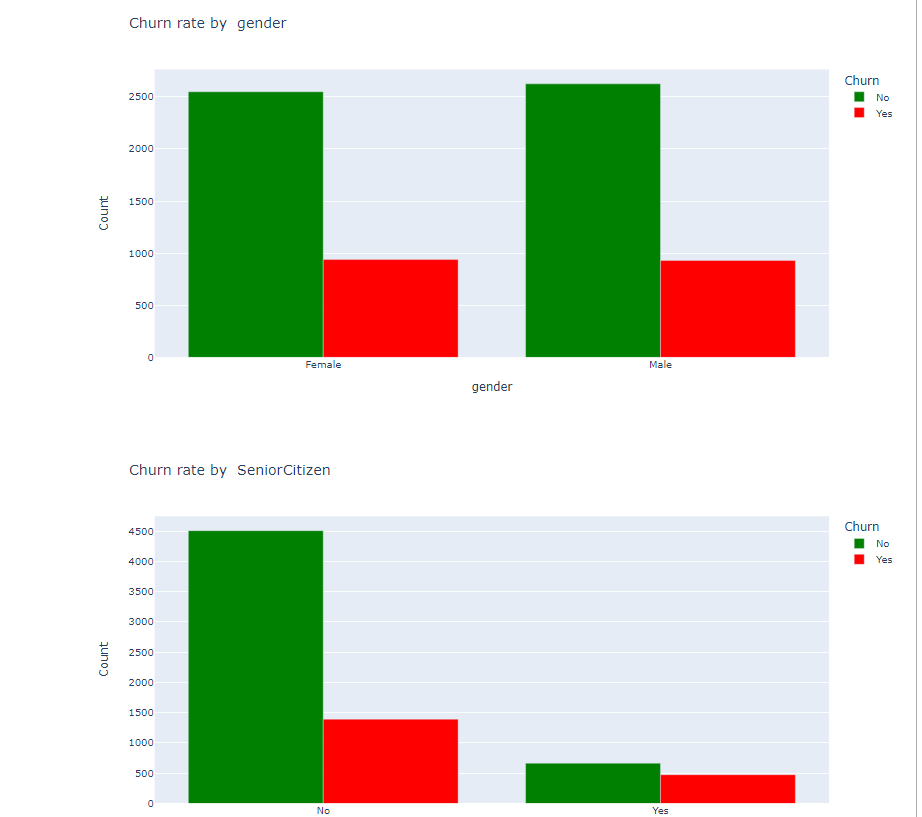 Churn rate by  gender
Churn
No
Yes
2500
2000
1500
1000
500
0
Count
Female
Male
gender
Churn rate by  SeniorCitizen
Churn
No
Yes
4500
4000
3500
3000
2500
2000
1500
1000
500
0
Count
No
Yes